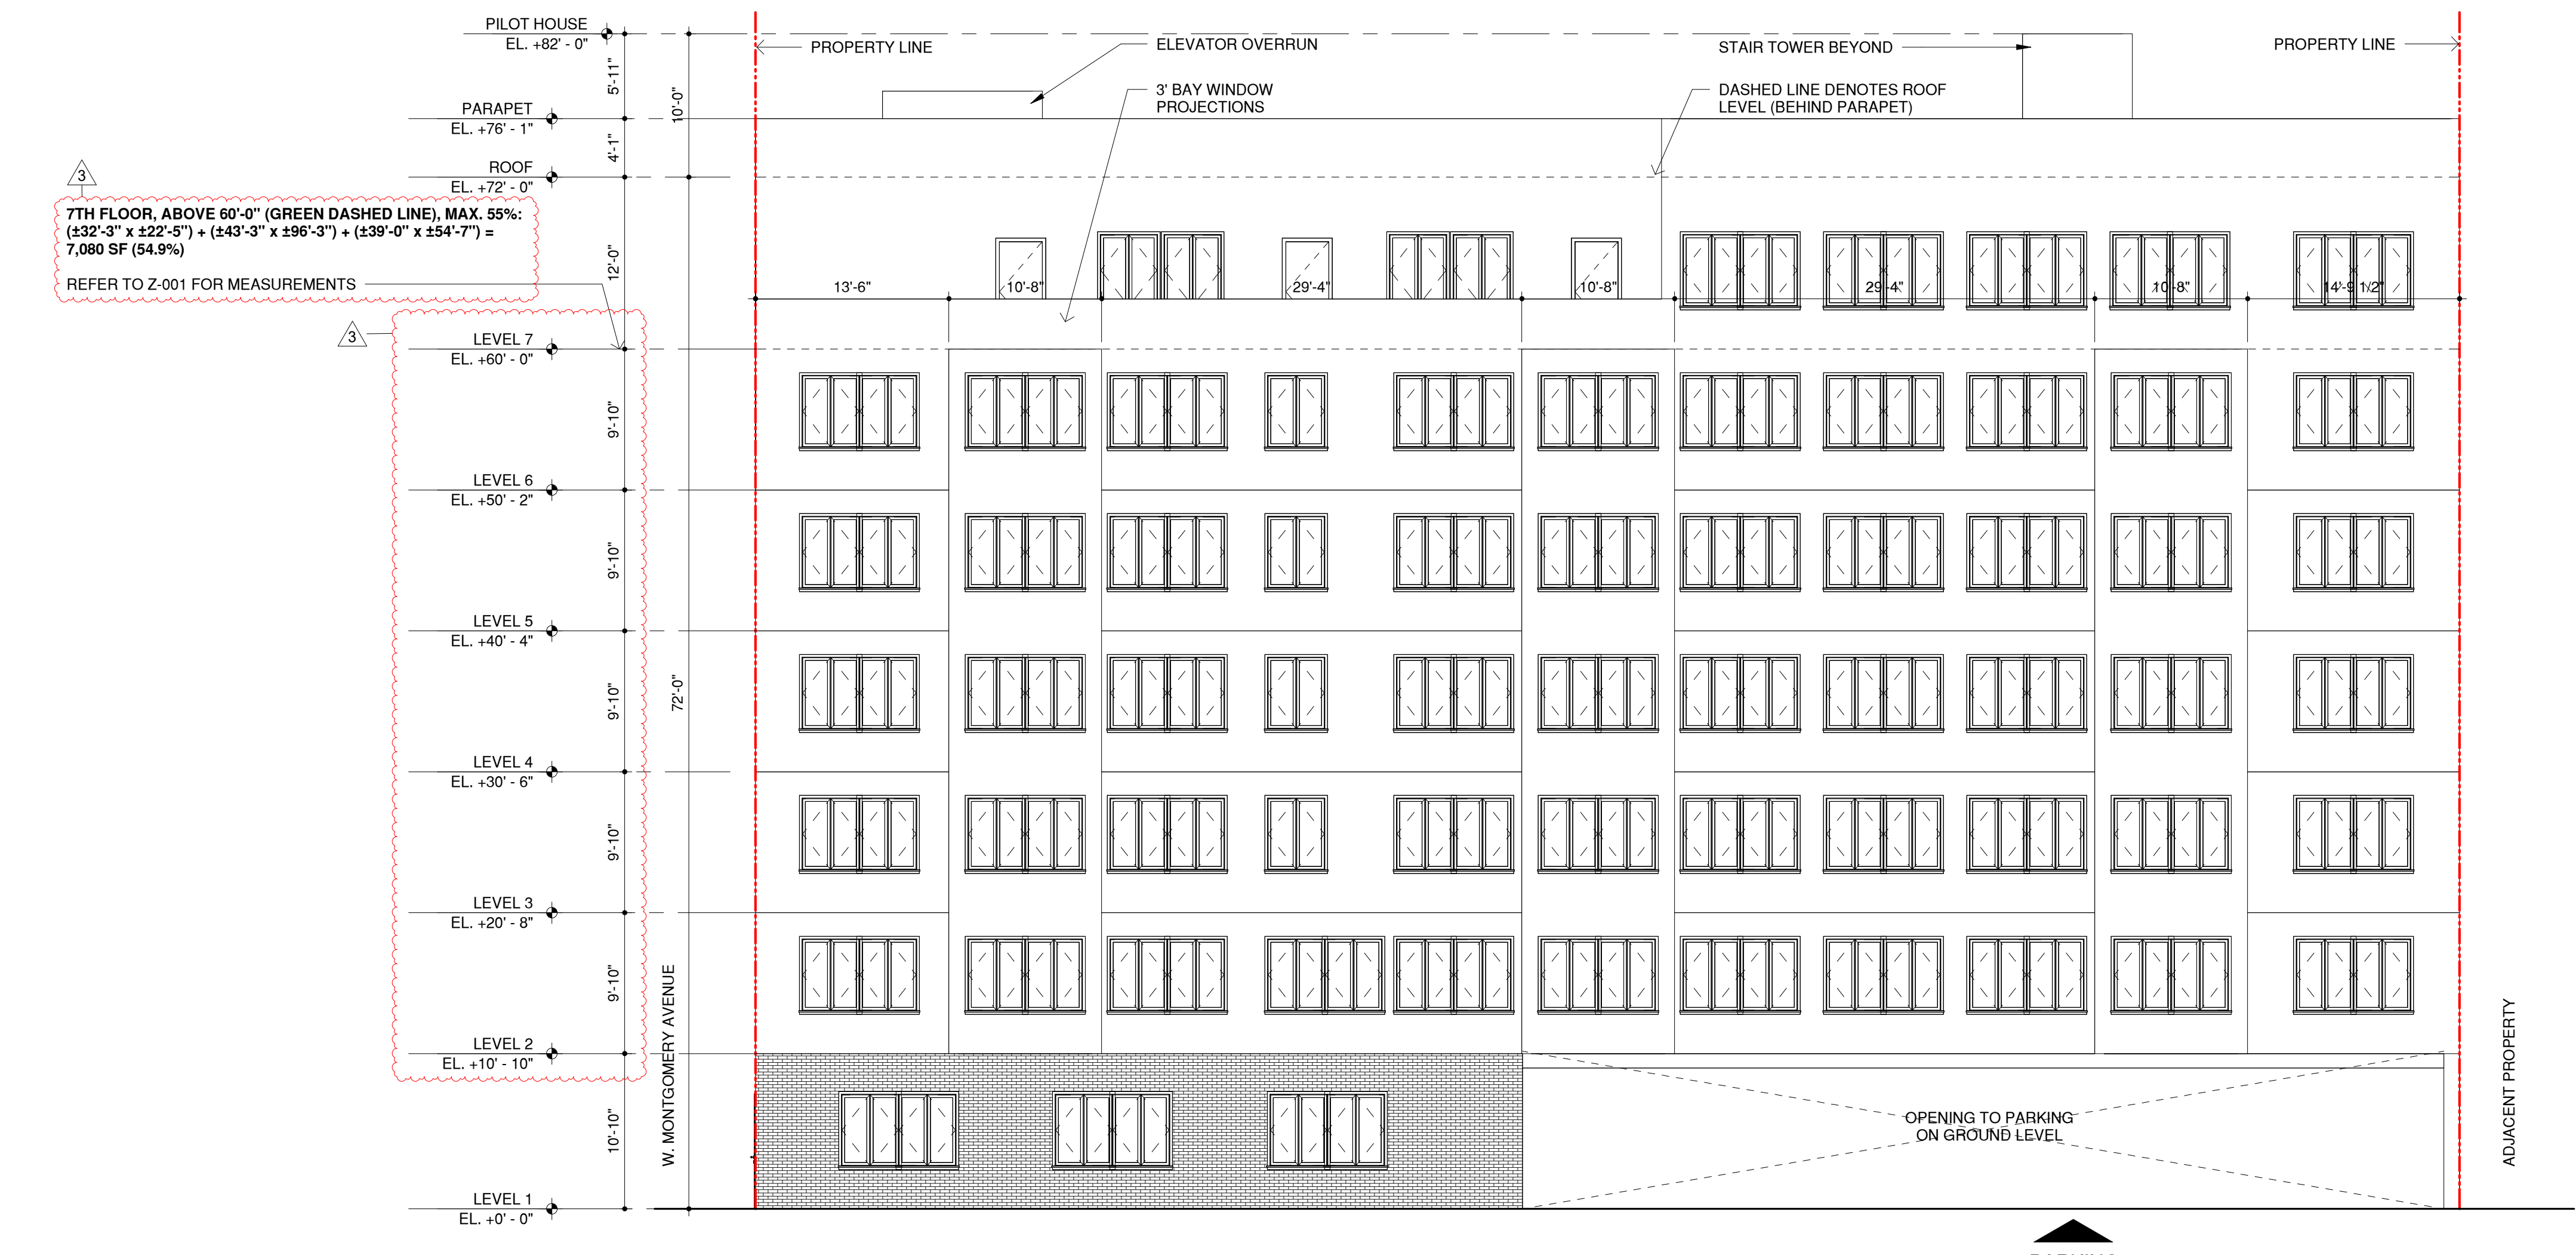 PILOT HOUSE
EL. +82' - 0"
PROPERTY LINE
ELEVATOR OVERRUN
STAIR TOWER BEYOND
PROPERTY LINE
5'-11"
10'-0"
3' BAY WINDOW
PROJECTIONS
DASHED LINE DENOTES ROOF
LEVEL (BEHIND PARAPET)
PARAPET
EL. +76' - 1"
4'-1"
ROOF
EL. +72' - 0"
3
7TH FLOOR, ABOVE 60'-0" (GREEN DASHED LINE), MAX. 55%:
(±32'-3" x ±22'-5") + (±43'-3" x ±96'-3") + (±39'-0" x ±54'-7") =
7,080 SF (54.9%)
REFER TO Z-001 FOR MEASUREMENTS
12'-0"
13'-6"
10'-8"
29'-4"
10'-8"
29'-4"
10'-8"
14'-9 1/2"
3
LEVEL 7
EL. +60' - 0"
9'-10"
LEVEL 6
EL. +50' - 2"
9'-10"
LEVEL 5
EL. +40' - 4"
9'-10"
72'-0"
LEVEL 4
EL. +30' - 6"
9'-10"
LEVEL 3
EL. +20' - 8"
9'-10"
LEVEL 2
EL. +10' - 10"
W. MONTGOMERY AVENUE
10'-10"
OPENING TO PARKING
ON GROUND LEVEL
ADJACENT PROPERTY
LEVEL 1
EL. +0' - 0"